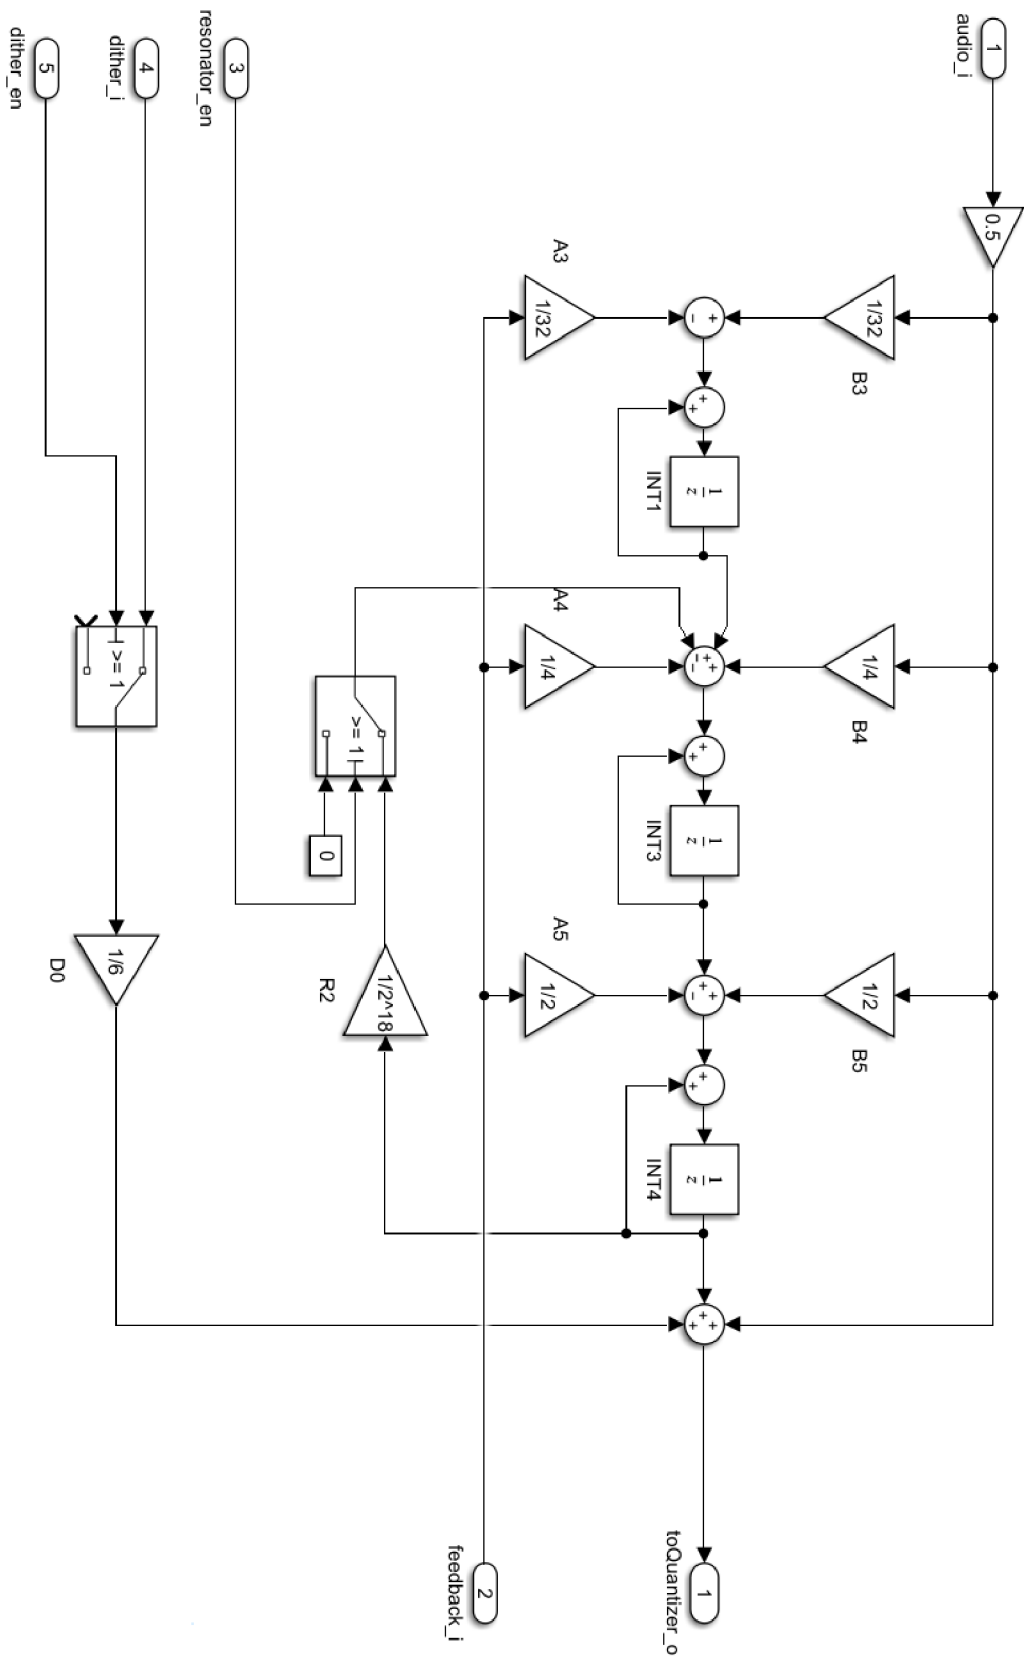 1
audio_i
0.5
1/32
B3
1/4
B4
1/2
B5
+
−
+
+
1
z
INT1
+
+
−
−
+
+
1
z
INT3
+
+
−
+
+
1
z
INT4
+
+
+
1
toQuantizer_o
A3
1/32
A4
1/4
A5
1/2
2
feedback_i
>= 1
0
R2
1/2^18
3
resonator_en
4
dither_i
5
dither_en
>= 1
1/6
D0